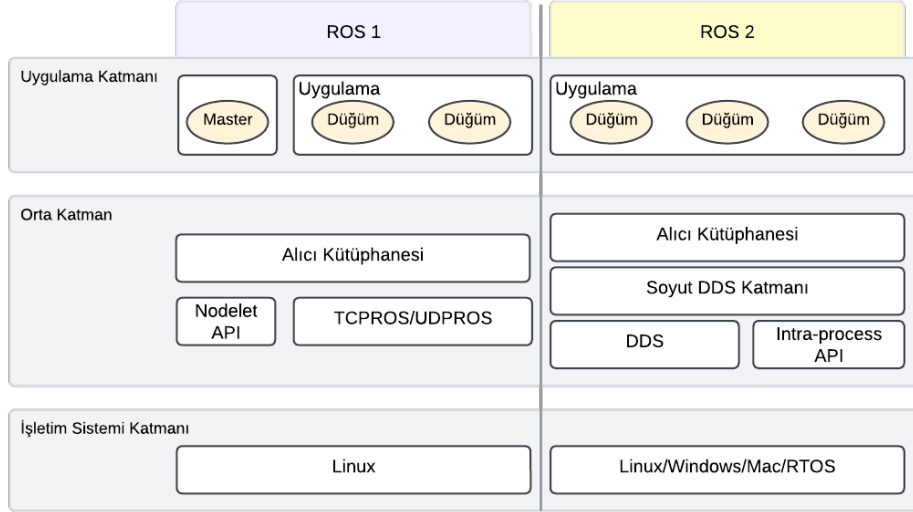 ROS 1
ROS 2
Uygulama Katmanı
Master
Uygulama
Düğüm
Düğüm
Uygulama
Düğüm
Düğüm
Düğüm
Orta Katman
Alıcı Kütüphanesi
Nodelet
API
TCPROS/UDPROS
Alıcı Kütüphanesi
Soyut DDS Katmanı
DDS
Intra-process
API
İşletim Sistemi Katmanı
Linux
Linux/Windows/Mac/RTOS